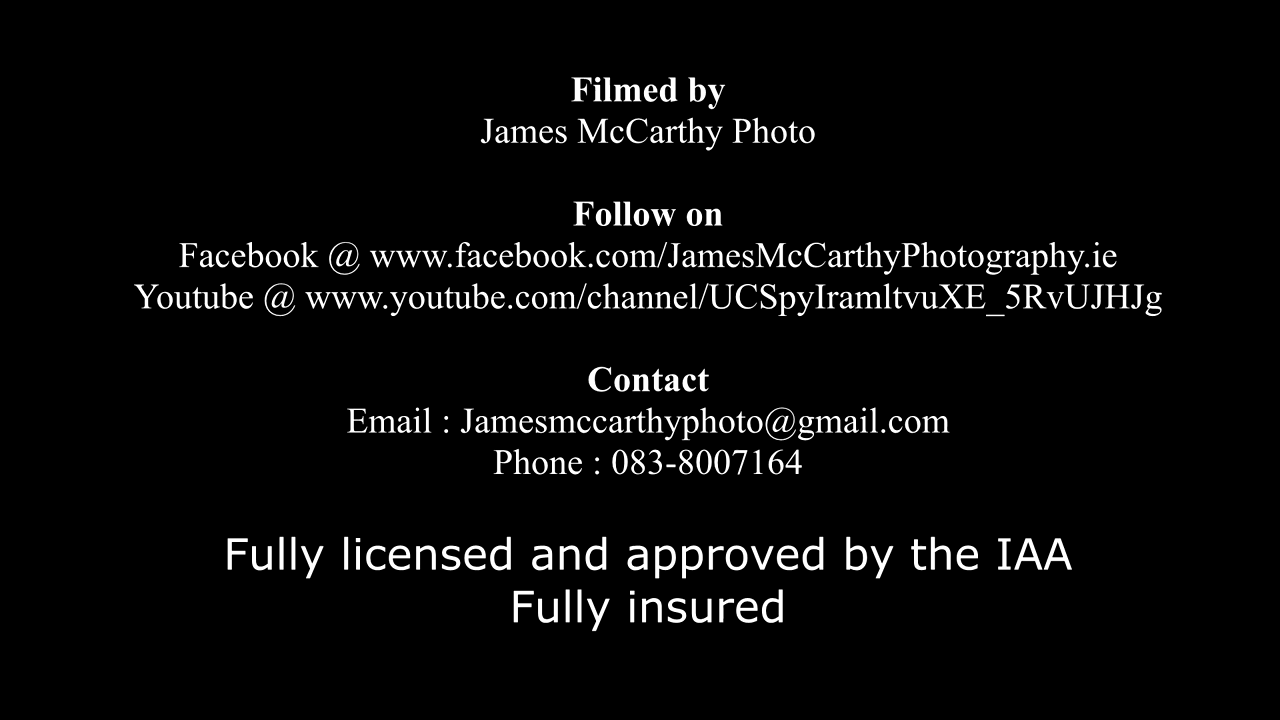 Filmed by
James McCarthy Photo
Follow on
Facebook @ www.facebook.com/JamesMcCarthyPhotography.ie
Youtube @ www.youtube.com/channel/UCSpyIramltvuXE_5RvUJHJg
Contact
Email : Jamesmccarthyphoto@gmail.com
Phone : 083-8007164
Fully licensed and approved by the IAA
Fully insured